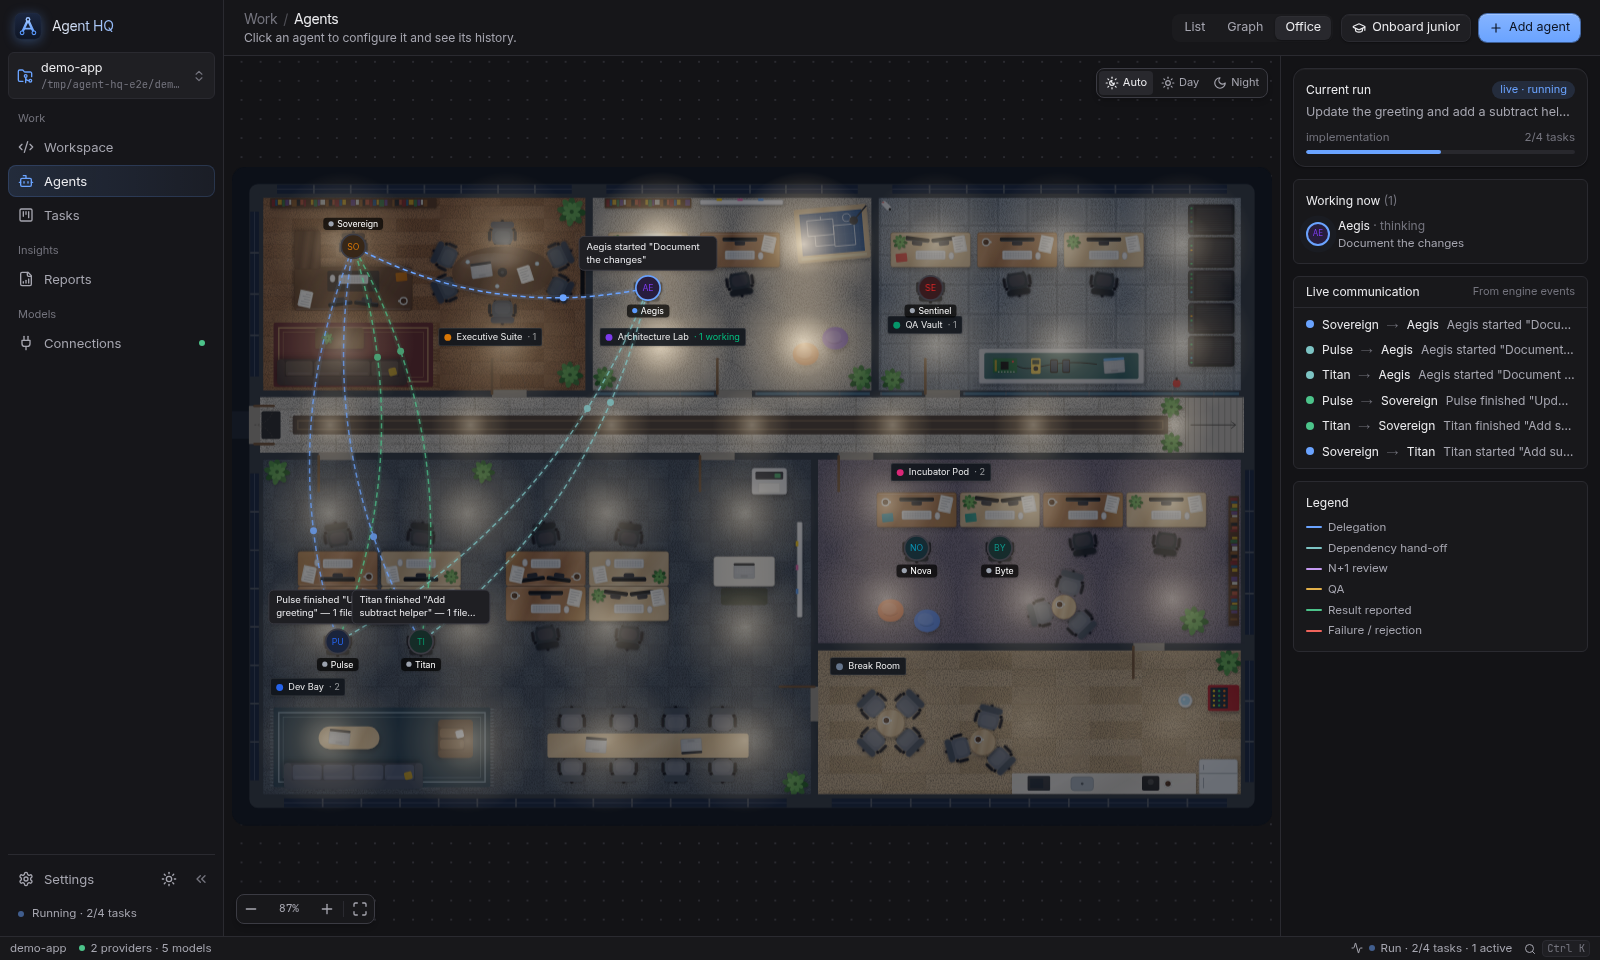 Agent HQ
demo-app
/tmp/agent-hq-e2e/dem…
Work
Workspace
Agents
Tasks
Insights
Reports
Models
Connections
Settings
Running · 2/4 tasks
Work / Agents
Click an agent to configure it and see its history.
List
Graph
Office
Onboard junior
Add agent
Auto
Day
Night
Sovereign
SO
Executive Suite · 1
Aegis started "Document
the changes"
AE
Aegis
Architecture Lab · 1 working
SE
Sentinel
QA Vault · 1
Incubator Pod · 2
NO
Nova
BY
Byte
Pulse finished "U
greeting" — 1 file
Titan finished "Add
subtract helper" — 1 file...
PU
Pulse
TI
Titan
Dev Bay · 2
Break Room
87%
Current run
live · running
Update the greeting and add a subtract hel...
implementation
2/4 tasks
Working now (1)
AE
Aegis · thinking
Document the changes
Live communication
From engine events
Sovereign → Aegis Aegis started "Docu...
Pulse → Aegis Aegis started "Document...
Titan → Aegis Aegis started "Document ...
Pulse → Sovereign Pulse finished "Upd...
Titan → Sovereign Titan finished "Add s...
Sovereign → Titan Titan started "Add su...
Legend
Delegation
Dependency hand-off
N+1 review
QA
Result reported
Failure / rejection
demo-app
2 providers · 5 models
Run · 2/4 tasks · 1 active
Ctrl K